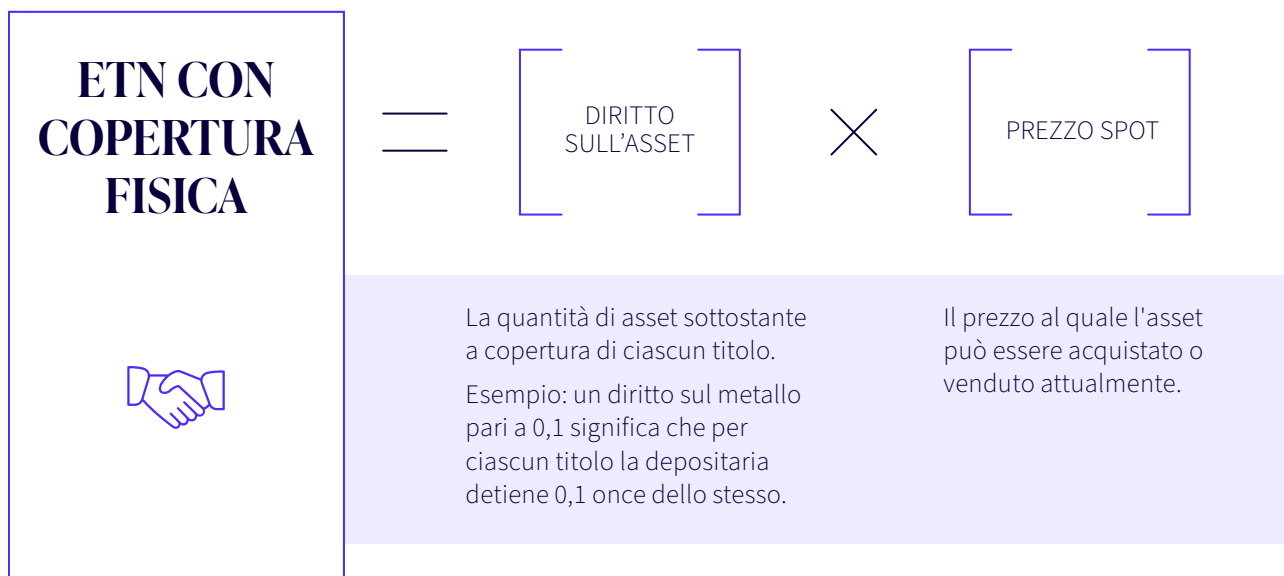 ETN CON
COPERTURA
FISICA
DIRITTO
SULL’ASSET
PREZZO SPOT
La quantità di asset sottostante
a copertura di ciascun titolo.
Esempio: un diritto sul metallo
pari a 0,1 significa che per
ciascun titolo la depositaria
detiene 0,1 once dello stesso.
Il prezzo al quale l'asset
può essere acquistato o
venduto attualmente.